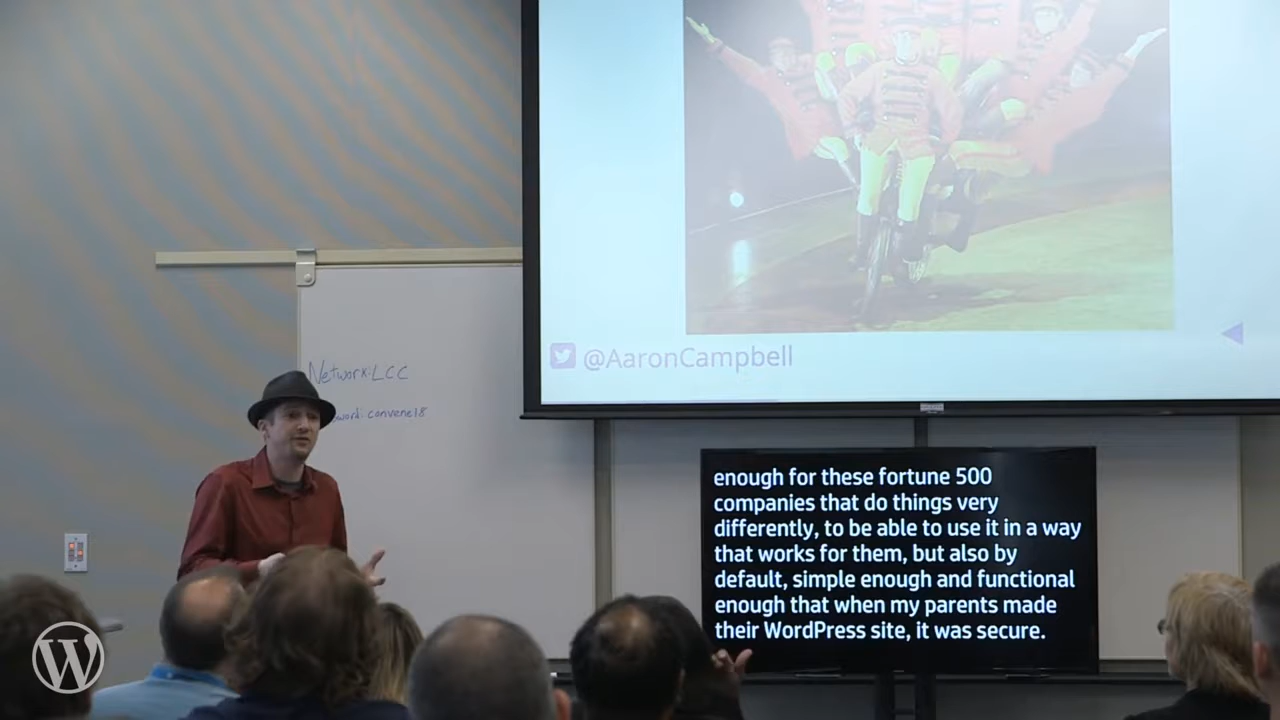 @AaronCampbell
Network: LCC
word: convene18
enough for these fortune 500
companies that do things very
differently, to be able to use it in a way
that works for them, but also by
default, simple enough and functional
enough that when my parents made
their WordPress site, it was secure.